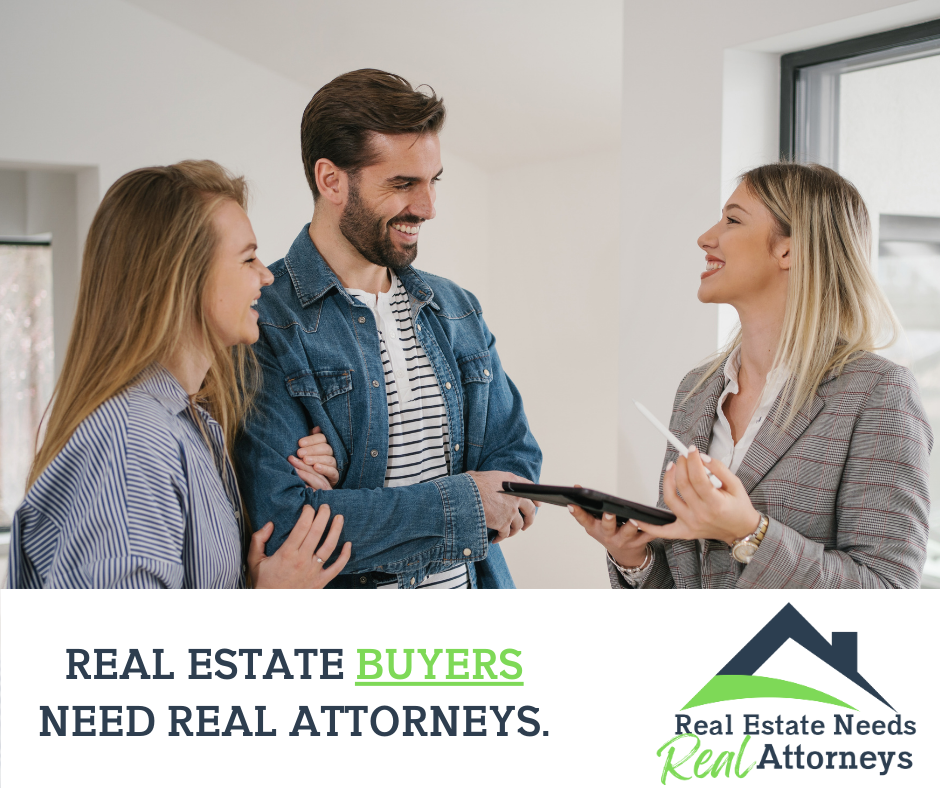 REAL ESTATE BUYERS
NEED REAL ATTORNEYS.
Real Estate Needs
Real Attorneys